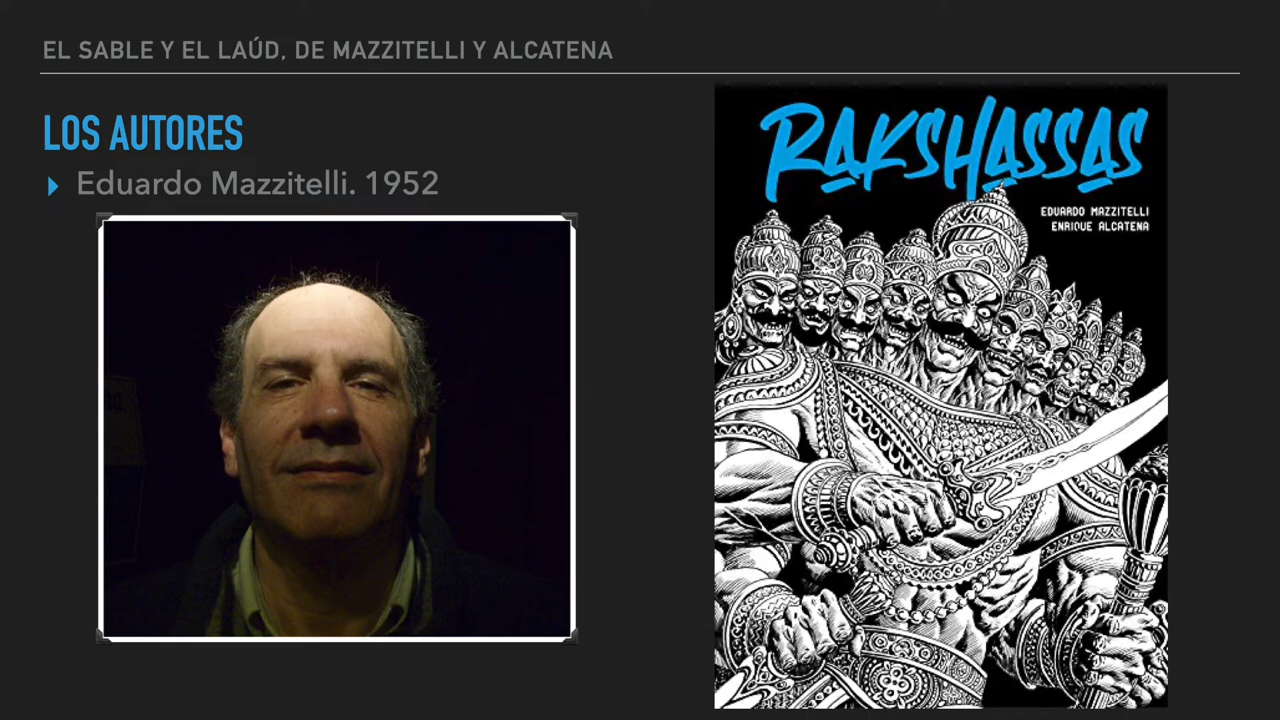 EL SABLE Y EL LAÚD, DE MAZZITELLI Y ALCATENA
LOS AUTORES
Eduardo Mazzitelli. 1952
RAKSHASSAS
EDUARDO MAZZITELLI
ENRIQUE ALCATENA